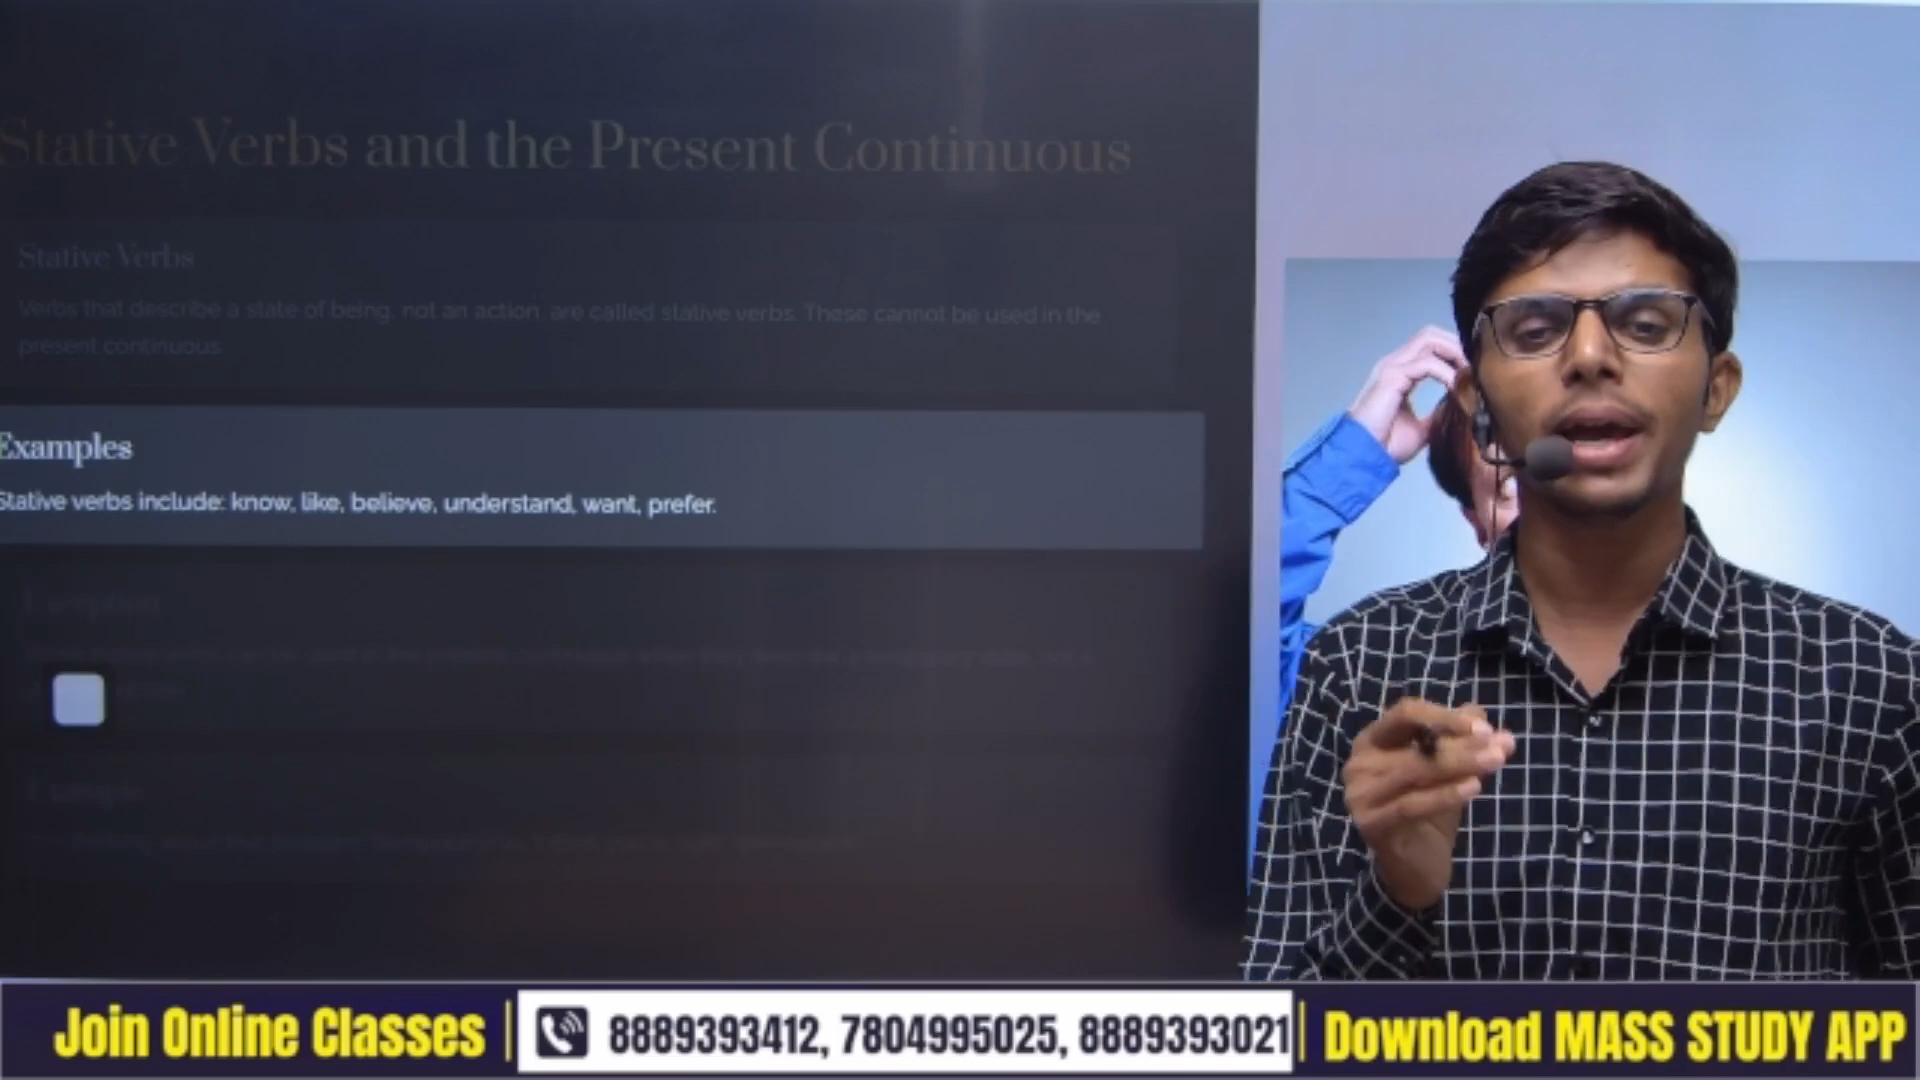 Stative Verbs and the Present Continuous
Stative Verbs
Verbs that describe a state of being, not an action, are called stative verbs. These cannot be used in the
present continuous.
Examples
Stative verbs include: know, like, believe, understand, want, prefer.
Exception
Example
Join Online Classes
8889393412, 7804995025, 8889393021
Download MASS STUDY APP